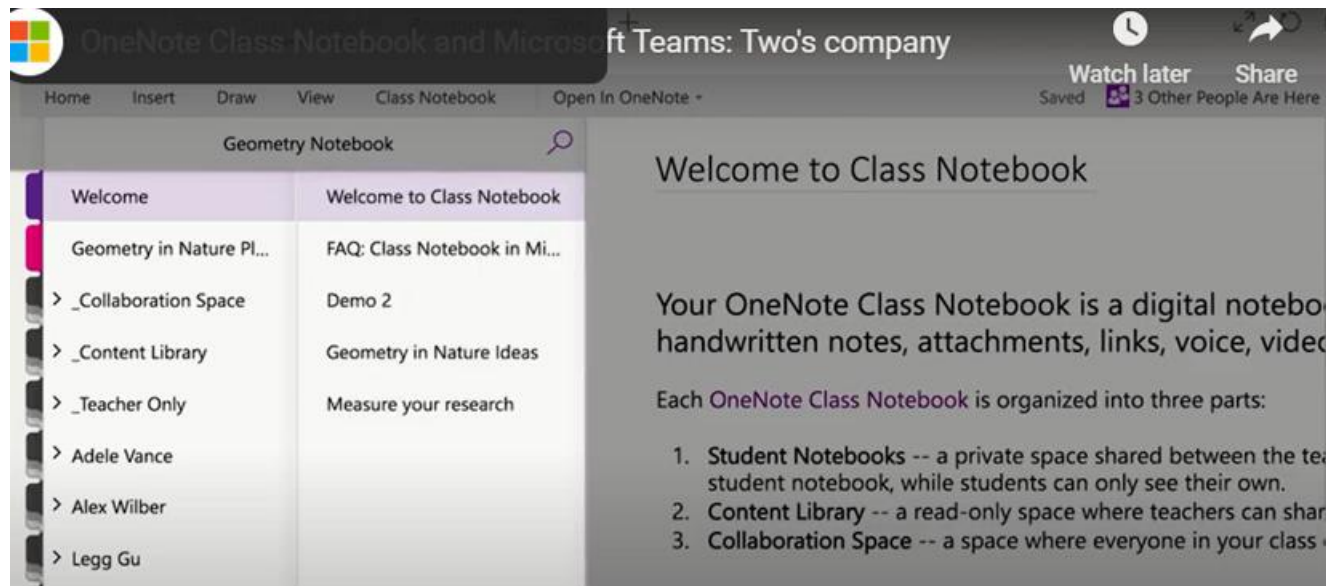 OneNote Class Notebook and Microsoft Teams: Two's company
Watch later Share
Home Insert Draw View Class Notebook Open In OneNote Saved 3 Other People Are Here
Geometry Notebook
Welcome
Geometry in Nature Pl...
> _Collaboration Space
> _Content Library
> _Teacher Only
> Adele Vance
> Alex Wilber
> Legg Gu
Welcome to Class Notebook
FAQ: Class Notebook in Mi...
Demo 2
Geometry in Nature Ideas
Measure your research
Welcome to Class Notebook
Your OneNote Class Notebook is a digital notebo
handwritten notes, attachments, links, voice, vide
Each OneNote Class Notebook is organized into three parts:
1. Student Notebooks -- a private space shared between the tea
student notebook, while students can only see their own.
2. Content Library -- a read-only space where teachers can shar
3. Collaboration Space -- a space where everyone in your class